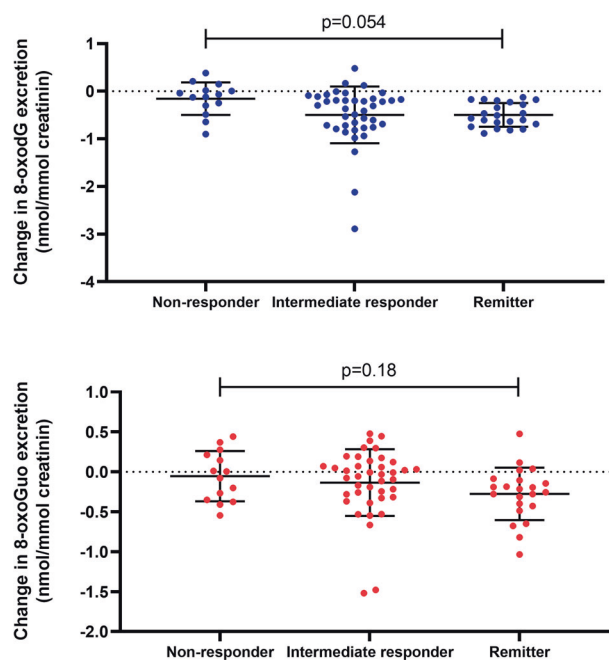 p=0.054
Change in 8-oxodG excretion
(nmol/mmol creatinin)
1
0
-1
-2
-3
-4
Non-responder Intermediate responder Remitter
p=0.18
Change in 8-oxoGuo excretion
(nmol/mmol creatinin)
1.0
0.5
0.0
-0.5
-1.0
-1.5
-2.0
Non-responder Intermediate responder Remitter